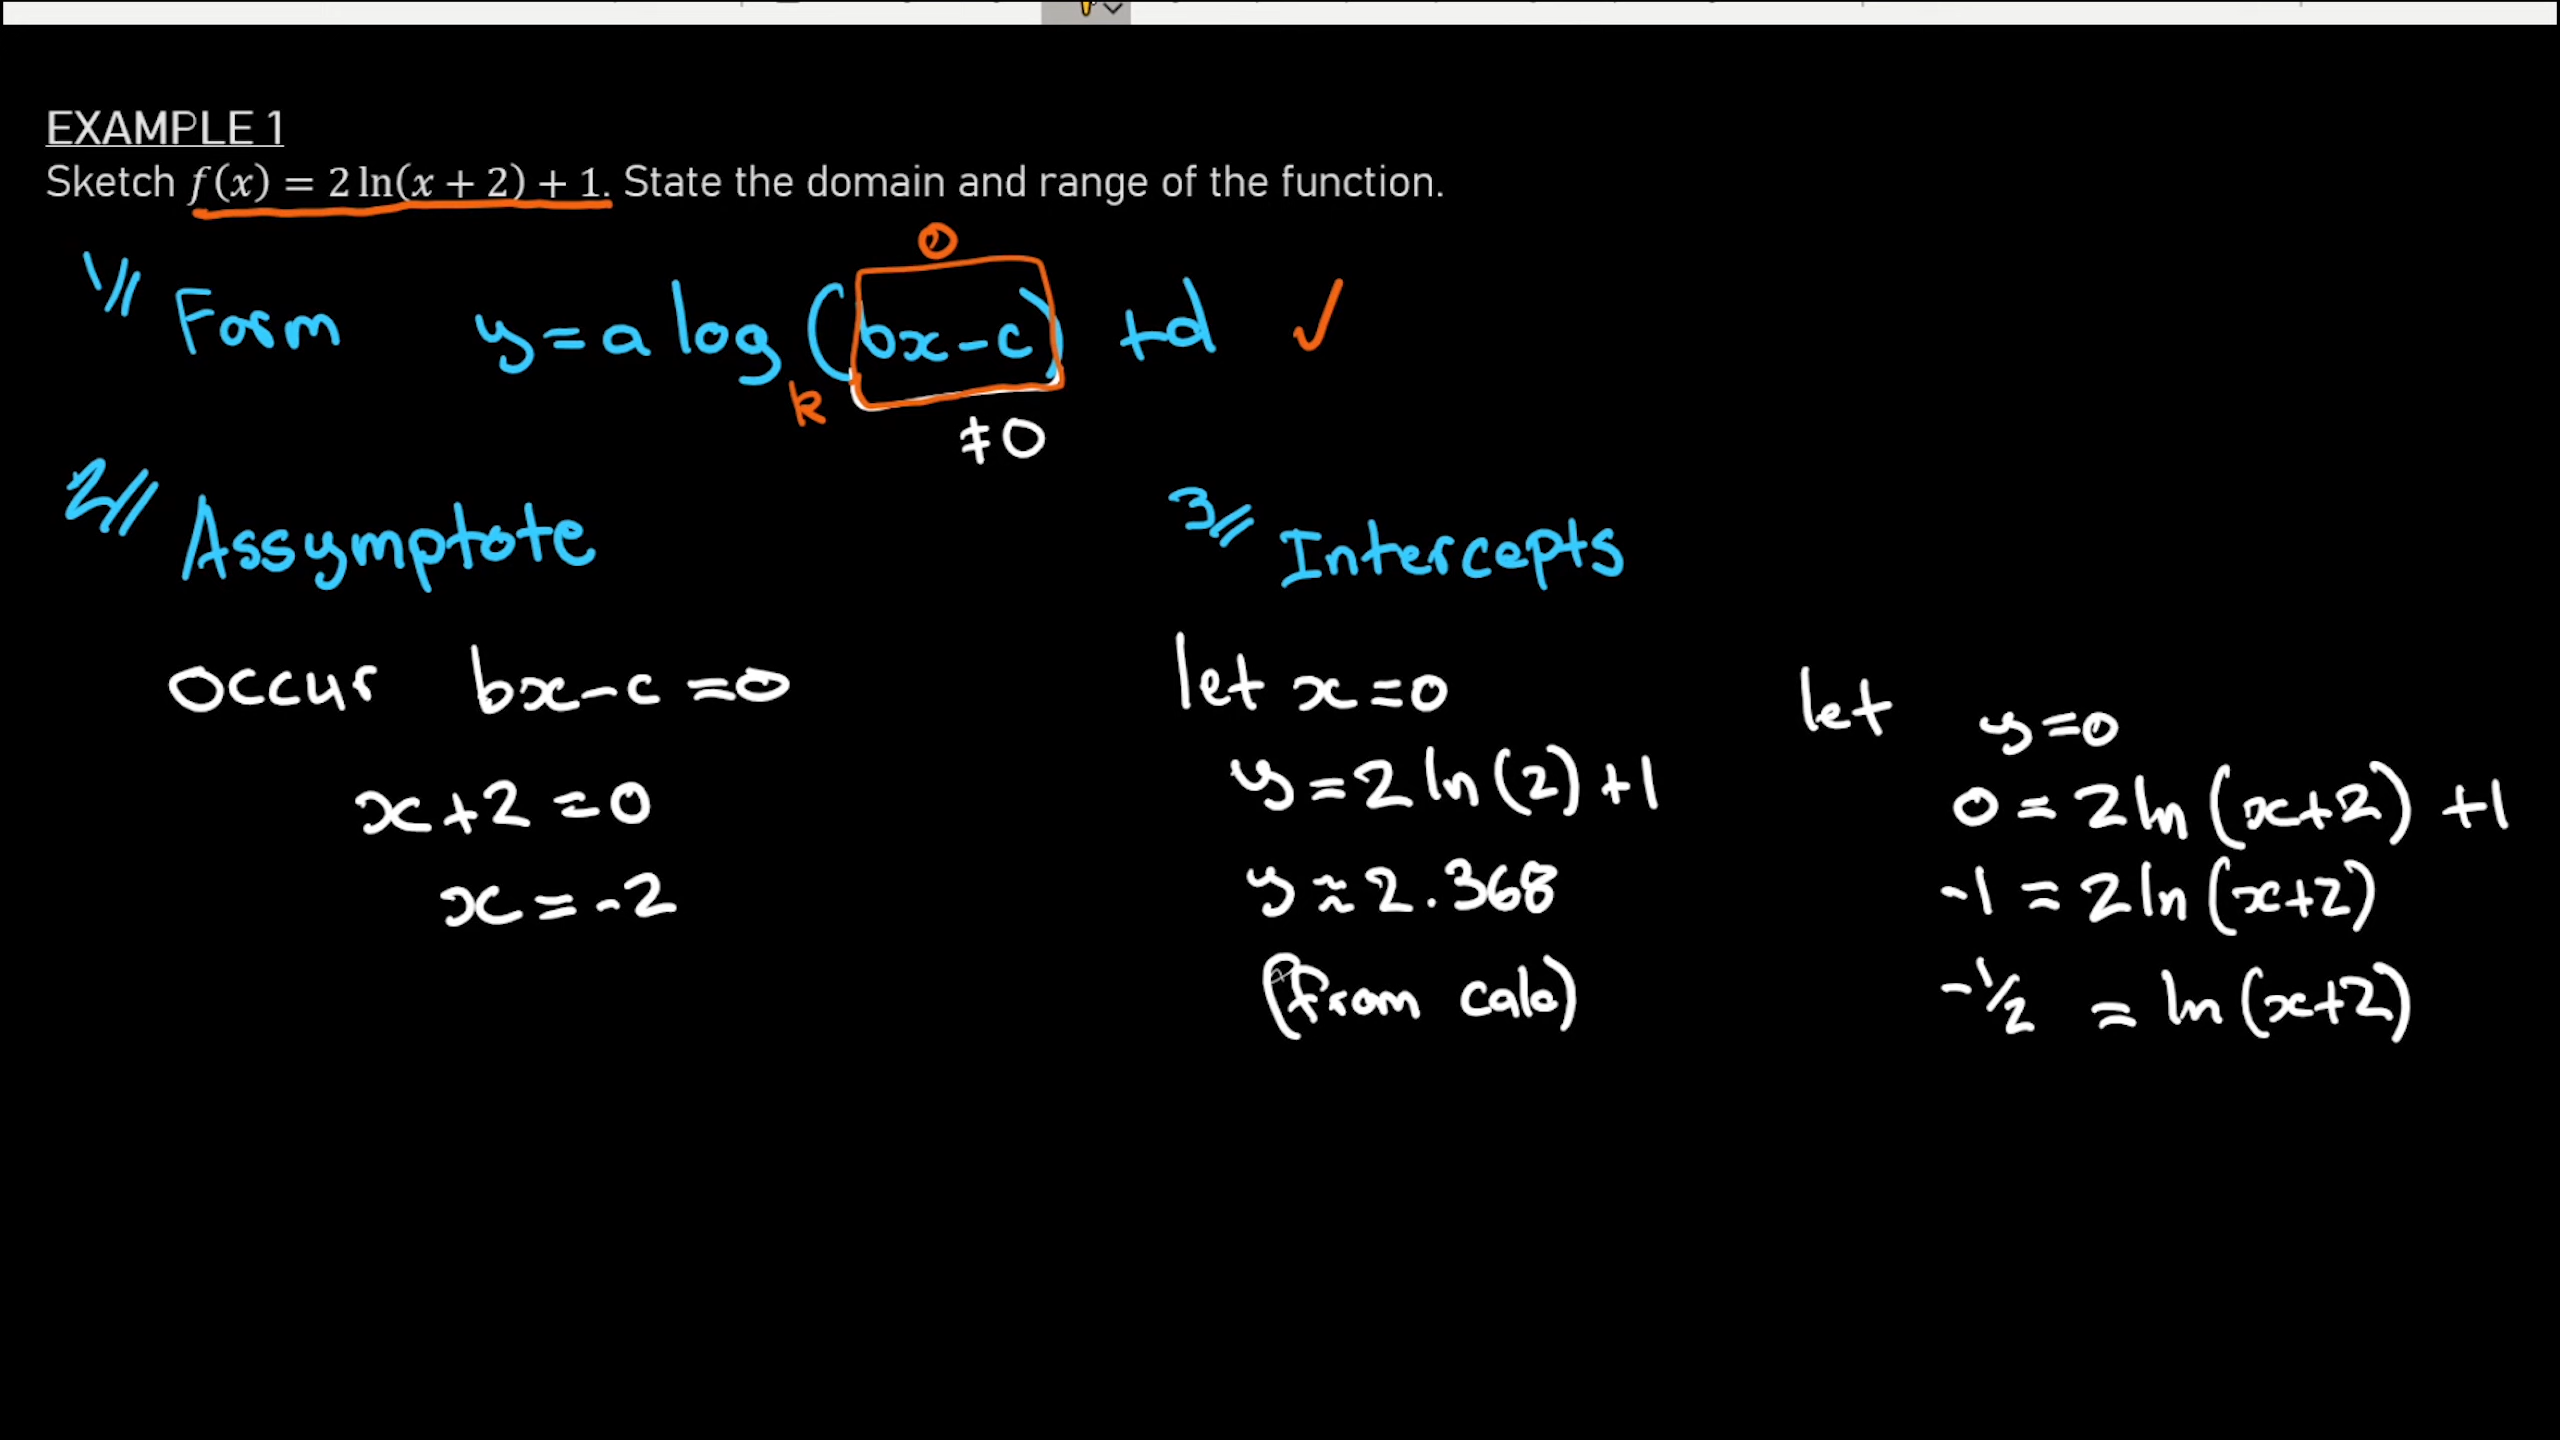 EXAMPLE 1
Sketch f(x) = 2 ln(x + 2) + 1. State the domain and range of the function.
1// Form y = a log k (bx-c) +d ✓
0
≠0
2// Assymptote
occur bx-c =0
x+2 =0
x = -2
3// Intercepts
let x =0
y = 2 ln (2) +1
y ≈ 2.368
(from calc)
let y=0
0 = 2ln (x+2) +1
-1 = 2ln (x+2)
-1/2 = ln (x+2)